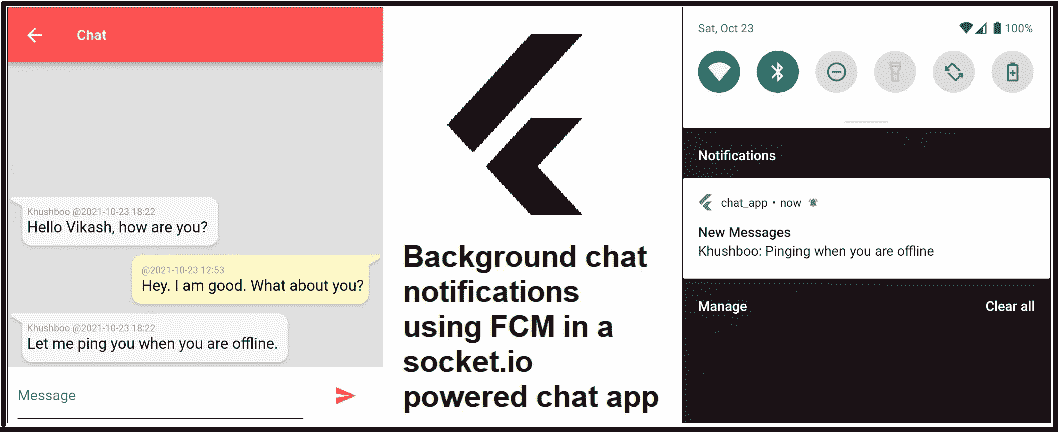 Chat
Khushboo @2021-10-23 18:22
Hello Vikash, how are you?
@2021-10-23 12:53
Hey. I am good. What about you?
Khushboo @2021-10-23 18:22
Let me ping you when you are offline.
Message
Background chat
notifications
using FCM in a
socket.io
powered chat app
Sat, Oct 23
100%
Notifications
chat_app • now
New Messages
Khushboo: Pinging when you are offline
Manage
Clear all